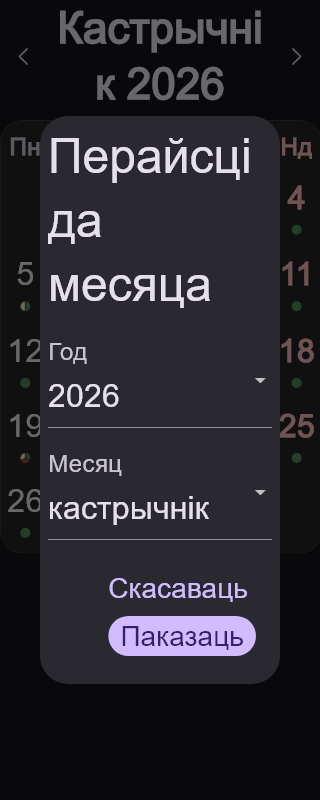 Кастрычні
к 2026
Пн
Нд
Перайсці
да
месяца
4
5
11
Год
2026
12
18
19
25
Месяц
кастрычнік
26
Скасаваць
Паказаць